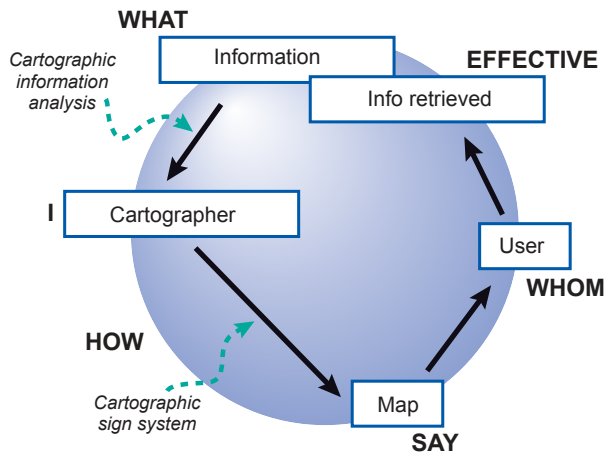 WHAT
Information
EFFECTIVE
Info retrieved
Cartographic
information
analysis
I
Cartographer
User
WHOM
HOW
Cartographic
sign system
Map
SAY